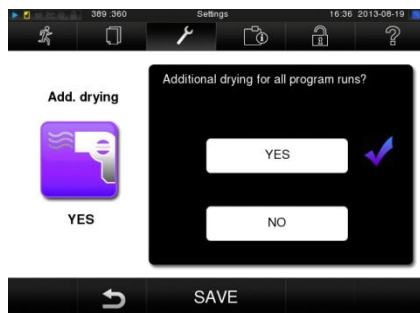 389 :360 Settings 16:36 2013-08-19
?
Add. drying
YES
Additional drying for all program runs?
YES
NO
SAVE